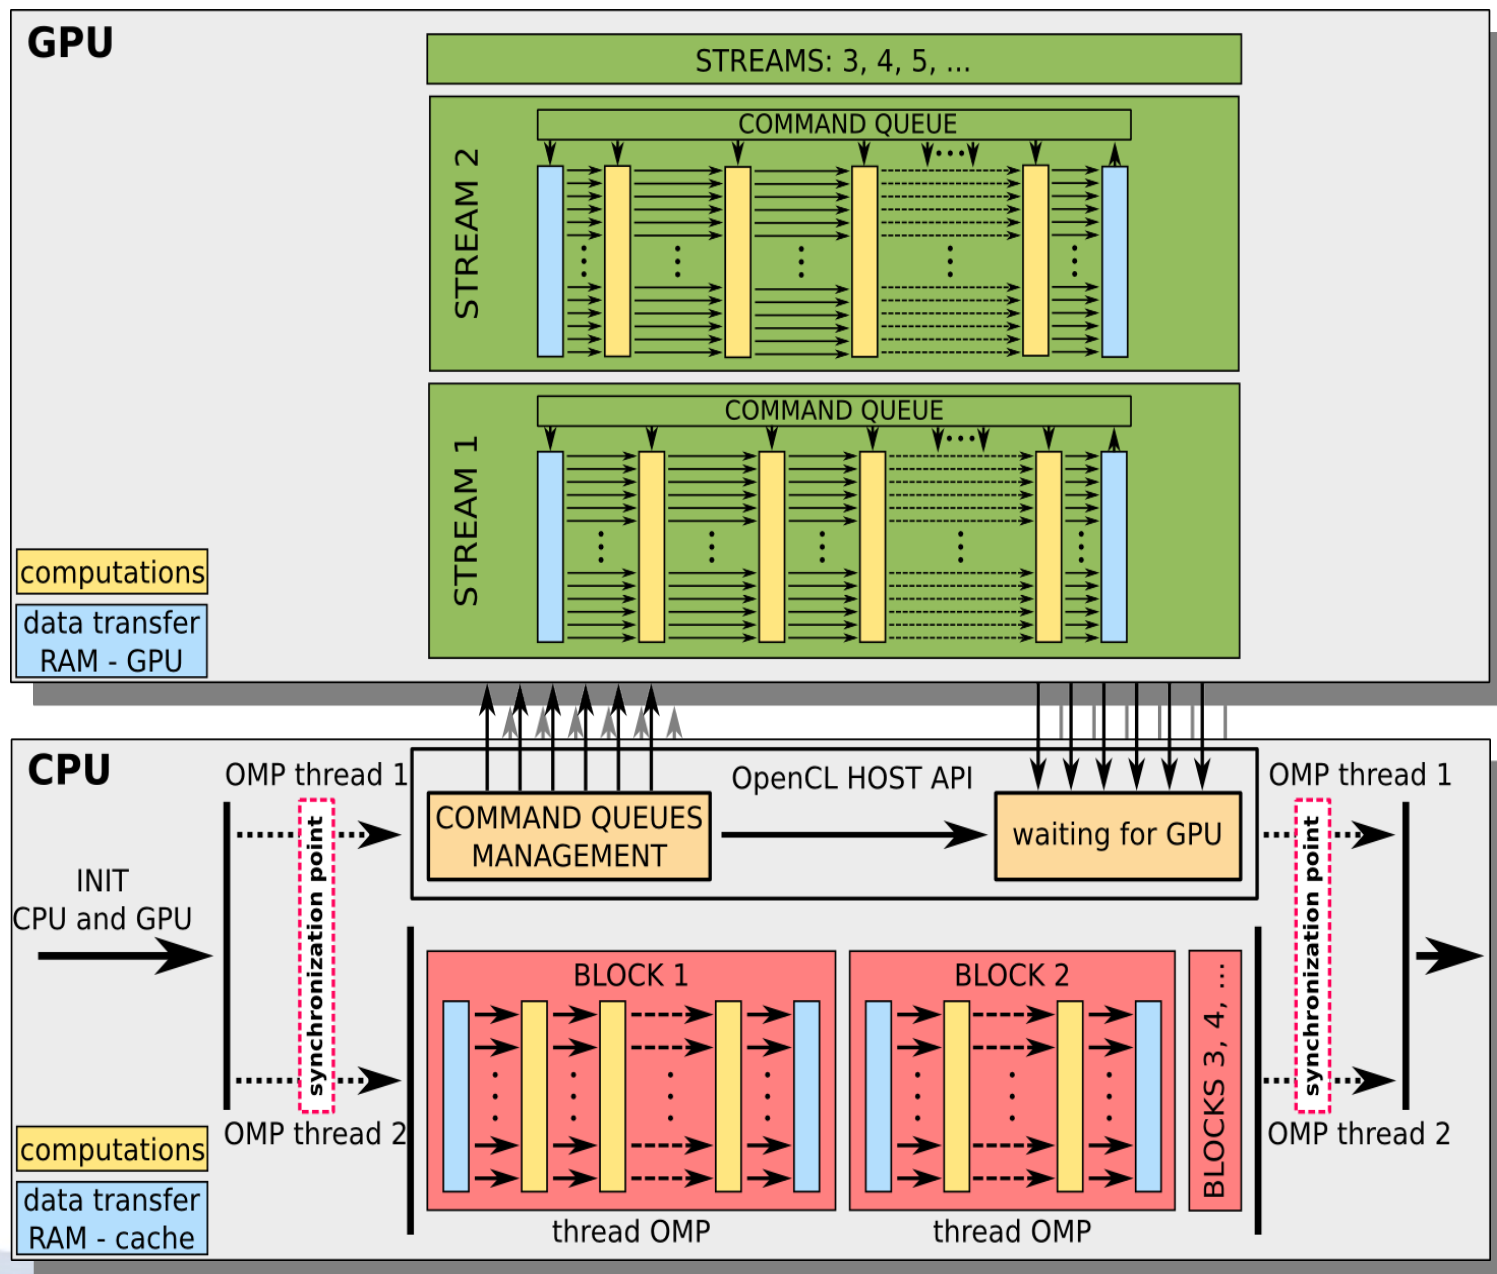 GPU
STREAMS: 3, 4, 5, ...
COMMAND QUEUE
STREAM 2
COMMAND QUEUE
STREAM 1
computations
data transfer
RAM - GPU
CPU
OMP thread 1
OpenCL HOST API
OMP thread 1
COMMAND QUEUES
MANAGEMENT
waiting for GPU
synchronization point
synchronization point
INIT
CPU and GPU
BLOCK 1
BLOCK 2
BLOCKS 3, 4, ...
OMP thread 2
OMP thread 2
computations
data transfer
RAM - cache
thread OMP
thread OMP